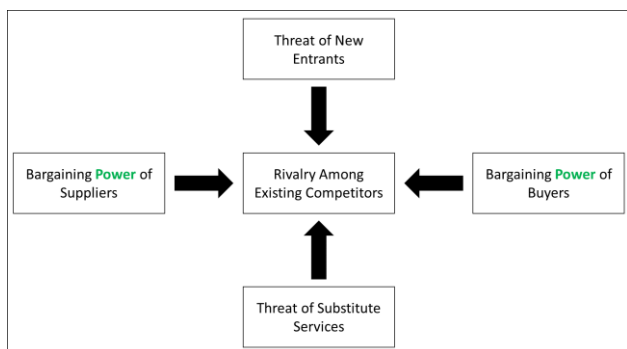 Threat of New
Entrants
Bargaining Power of
Suppliers
Rivalry Among
Existing Competitors
Bargaining Power of
Buyers
Threat of Substitute
Services